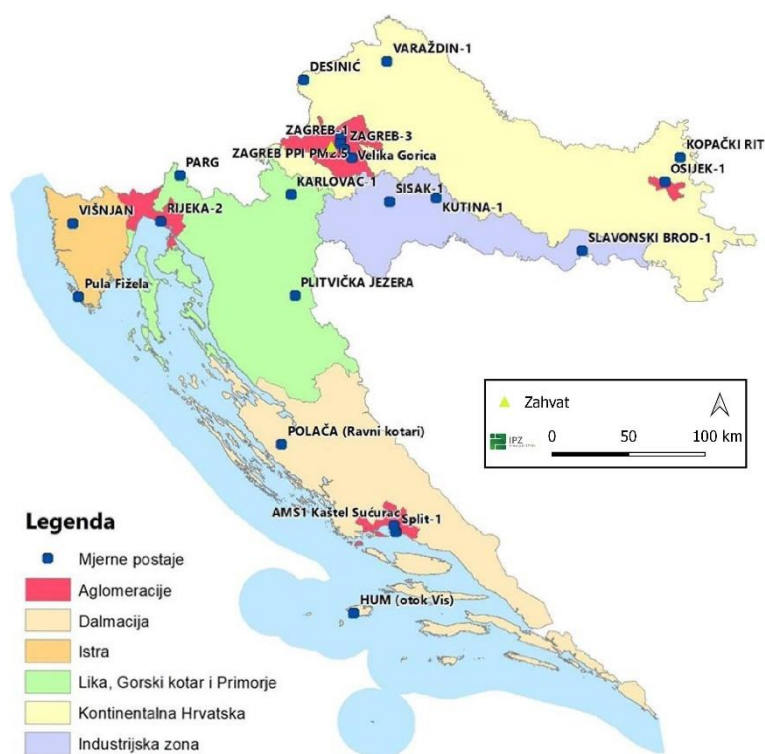 VARAŽDIN-1
DESINIĆ
ZAGREB-1
ZAGREB-3
KOPAČKI RIT
ZAGREB PPI PM2.5
Velika Gorica
PARG
OSIJEK-1
KARLOVAC-1
SISAK-1
KUTINA-1
VIŠNJAN
RIJEKA-2
SLAVONSKI BROD-1
Pula Fižela
PLITVIČKA JEZERA
Zahvat
IPZ
0 50 100 km
POLAČA (Ravni kotari)
AMS1 Kaštel Sućurac
Split-1
HUM (otok Vis)
Legenda
Mjerne postaje
Aglomeracije
Dalmacija
Istra
Lika, Gorski kotar i Primorje
Kontinentalna Hrvatska
Industrijska zona